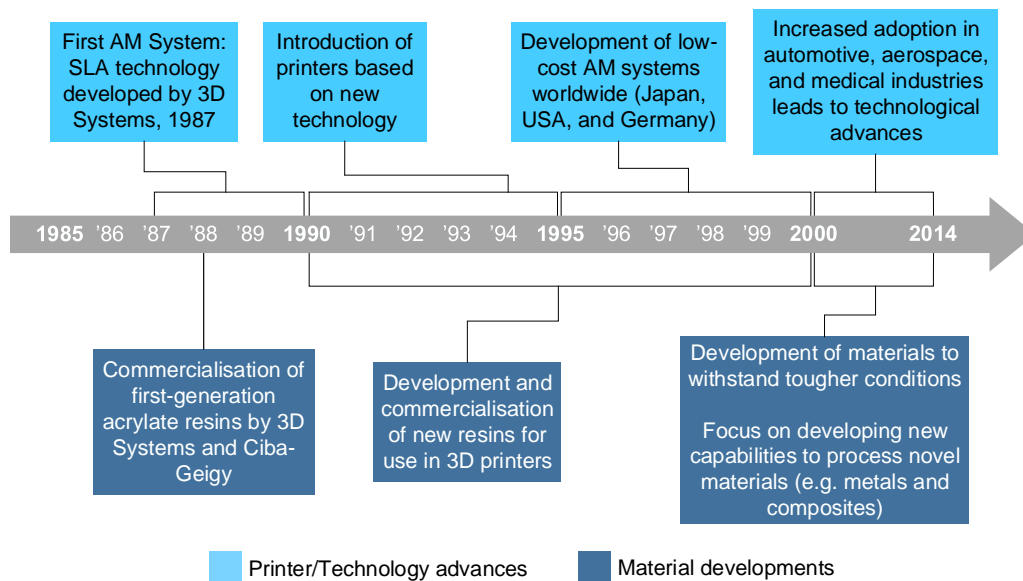 First AM System:
SLA technology
developed by 3D
Systems, 1987
Introduction of
printers based
on new
technology
Development of low-
cost AM systems
worldwide (Japan,
USA, and Germany)
Increased adoption in
automotive, aerospace,
and medical industries
leads to technological
advances
1985 ’86 ’87 ’88 ’89 1990 ’91 ’92 ’93 ’94 1995 ’96 ’97 ’98 ’99 2000 2014
Commercialisation of
first-generation
acrylate resins by 3D
Systems and Ciba-
Geigy
Development and
commercialisation
of new resins for
use in 3D printers
Development of materials to
withstand tougher conditions
Focus on developing new
capabilities to process novel
materials (e.g. metals and
composites)
Printer/Technology advances
Material developments